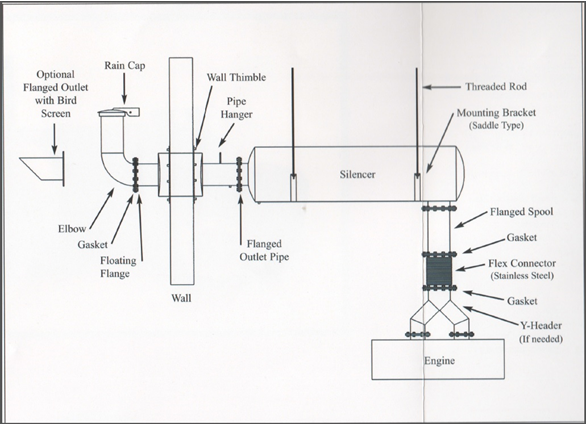 Optional
Flanged Outlet
with Bird
Screen
Rain Cap
Wall Thimble
Pipe
Hanger
Threaded Rod
Mounting Bracket
(Saddle Type)
Silencer
Elbow
Gasket
Floating
Flange
Wall
Flanged
Outlet Pipe
Flanged Spool
Gasket
Flex Connector
(Stainless Steel)
Gasket
Y-Header
(If needed)
Engine